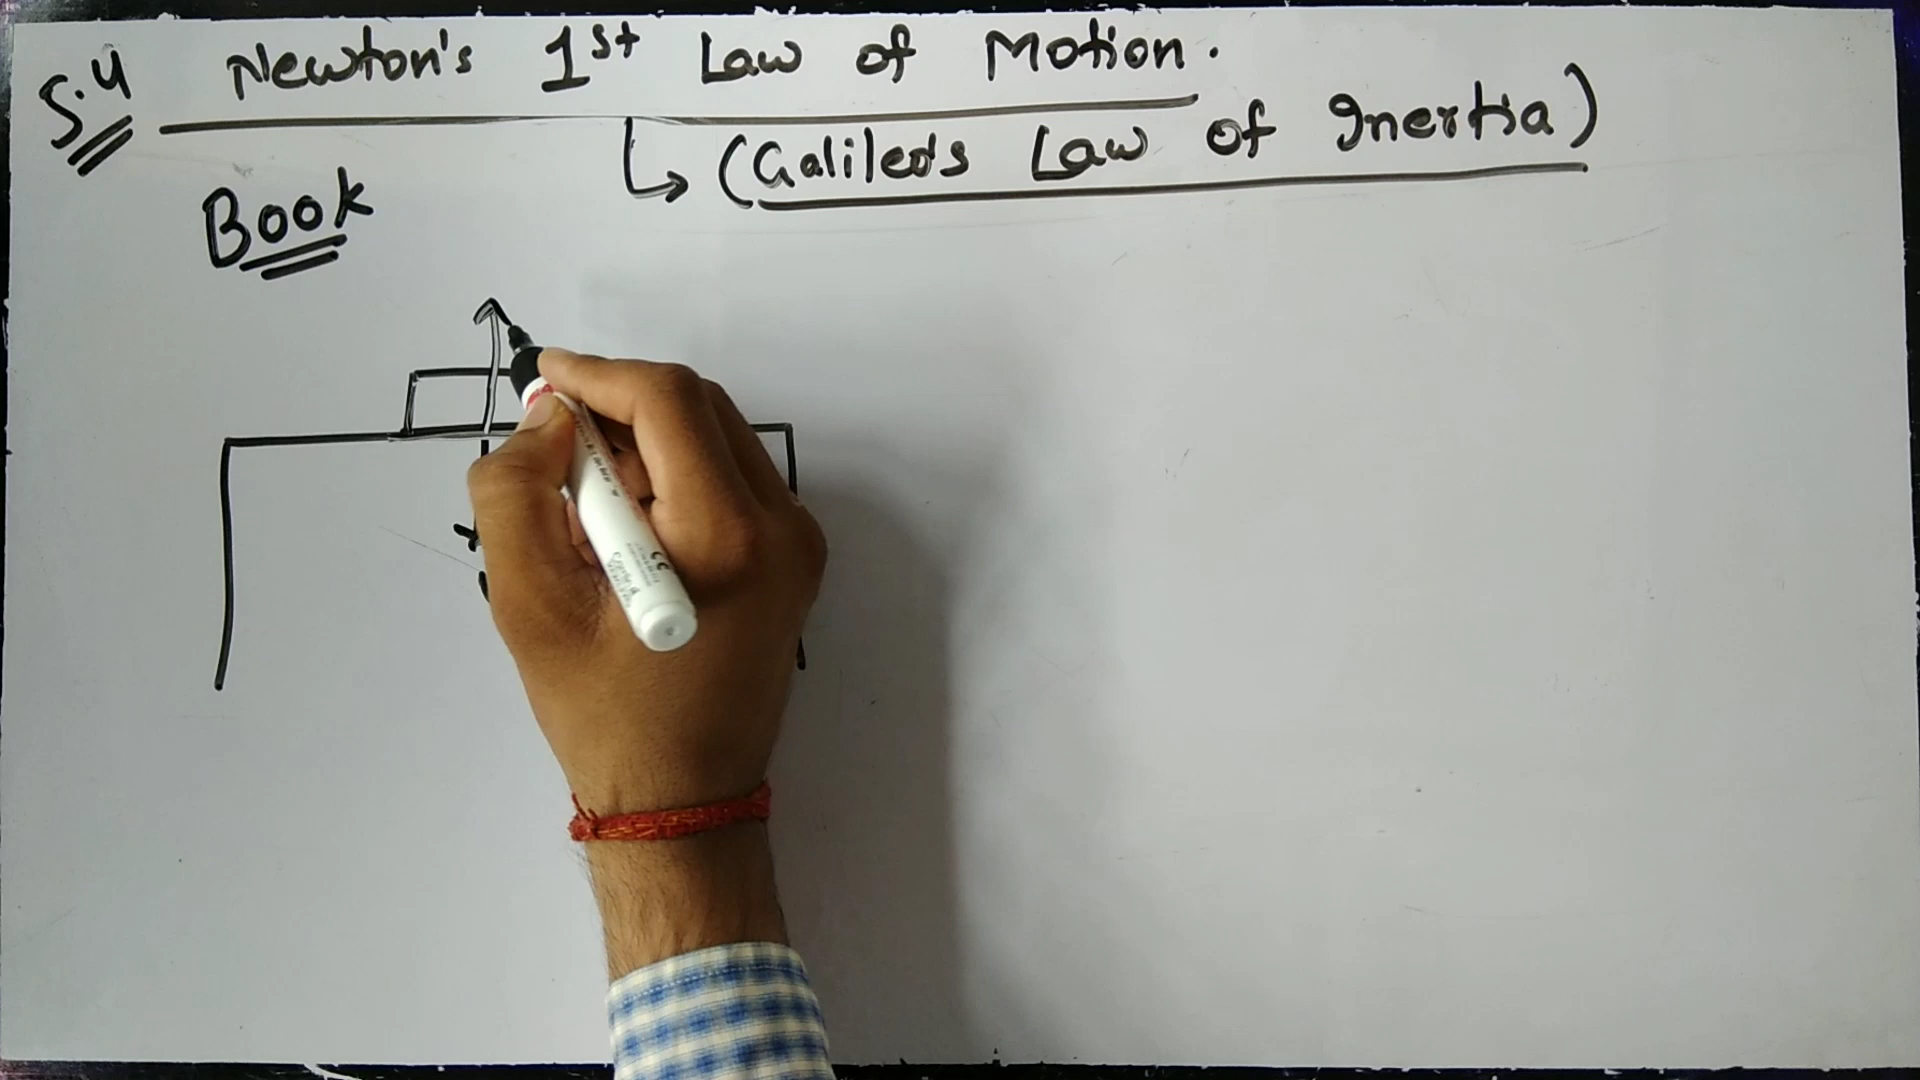 5.4 Newton's 1st Law of Motion.
(Galileo's Law of Inertia)
Book